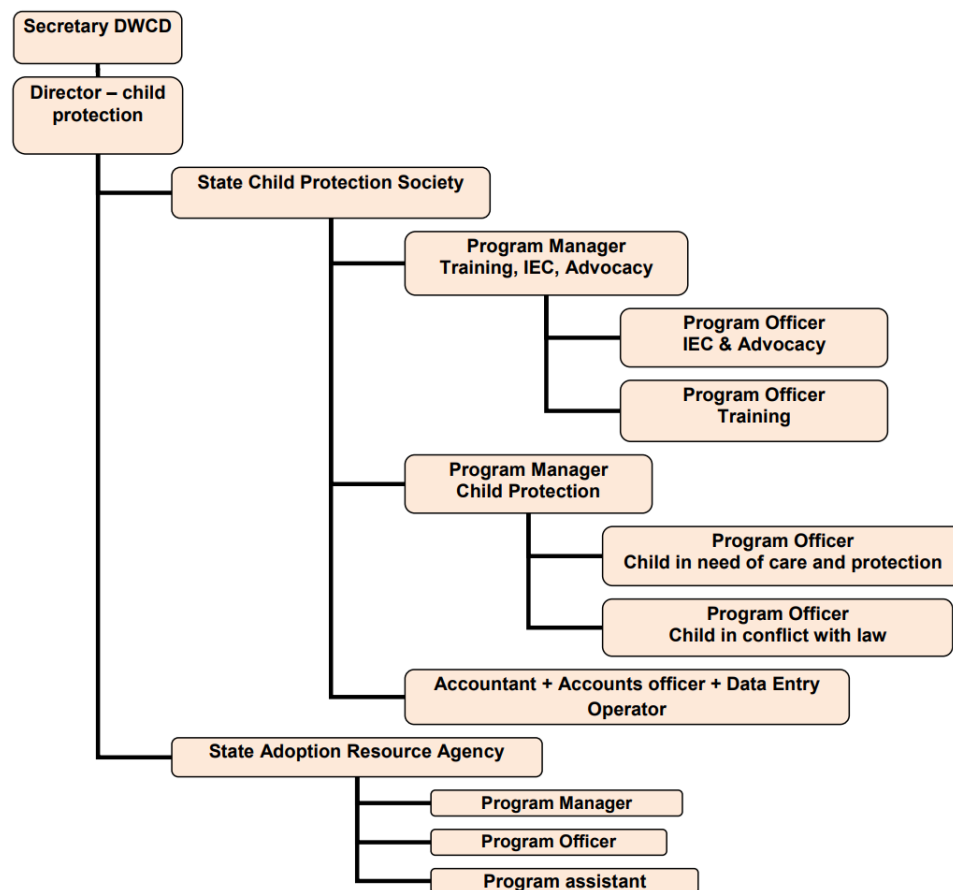 Secretary DWCD
Director – child
protection
State Child Protection Society
Program Manager
Training, IEC, Advocacy
Program Officer
IEC & Advocacy
Program Officer
Training
Program Manager
Child Protection
Program Officer
Child in need of care and protection
Program Officer
Child in conflict with law
Accountant + Accounts officer + Data Entry
Operator
State Adoption Resource Agency
Program Manager
Program Officer
Program assistant